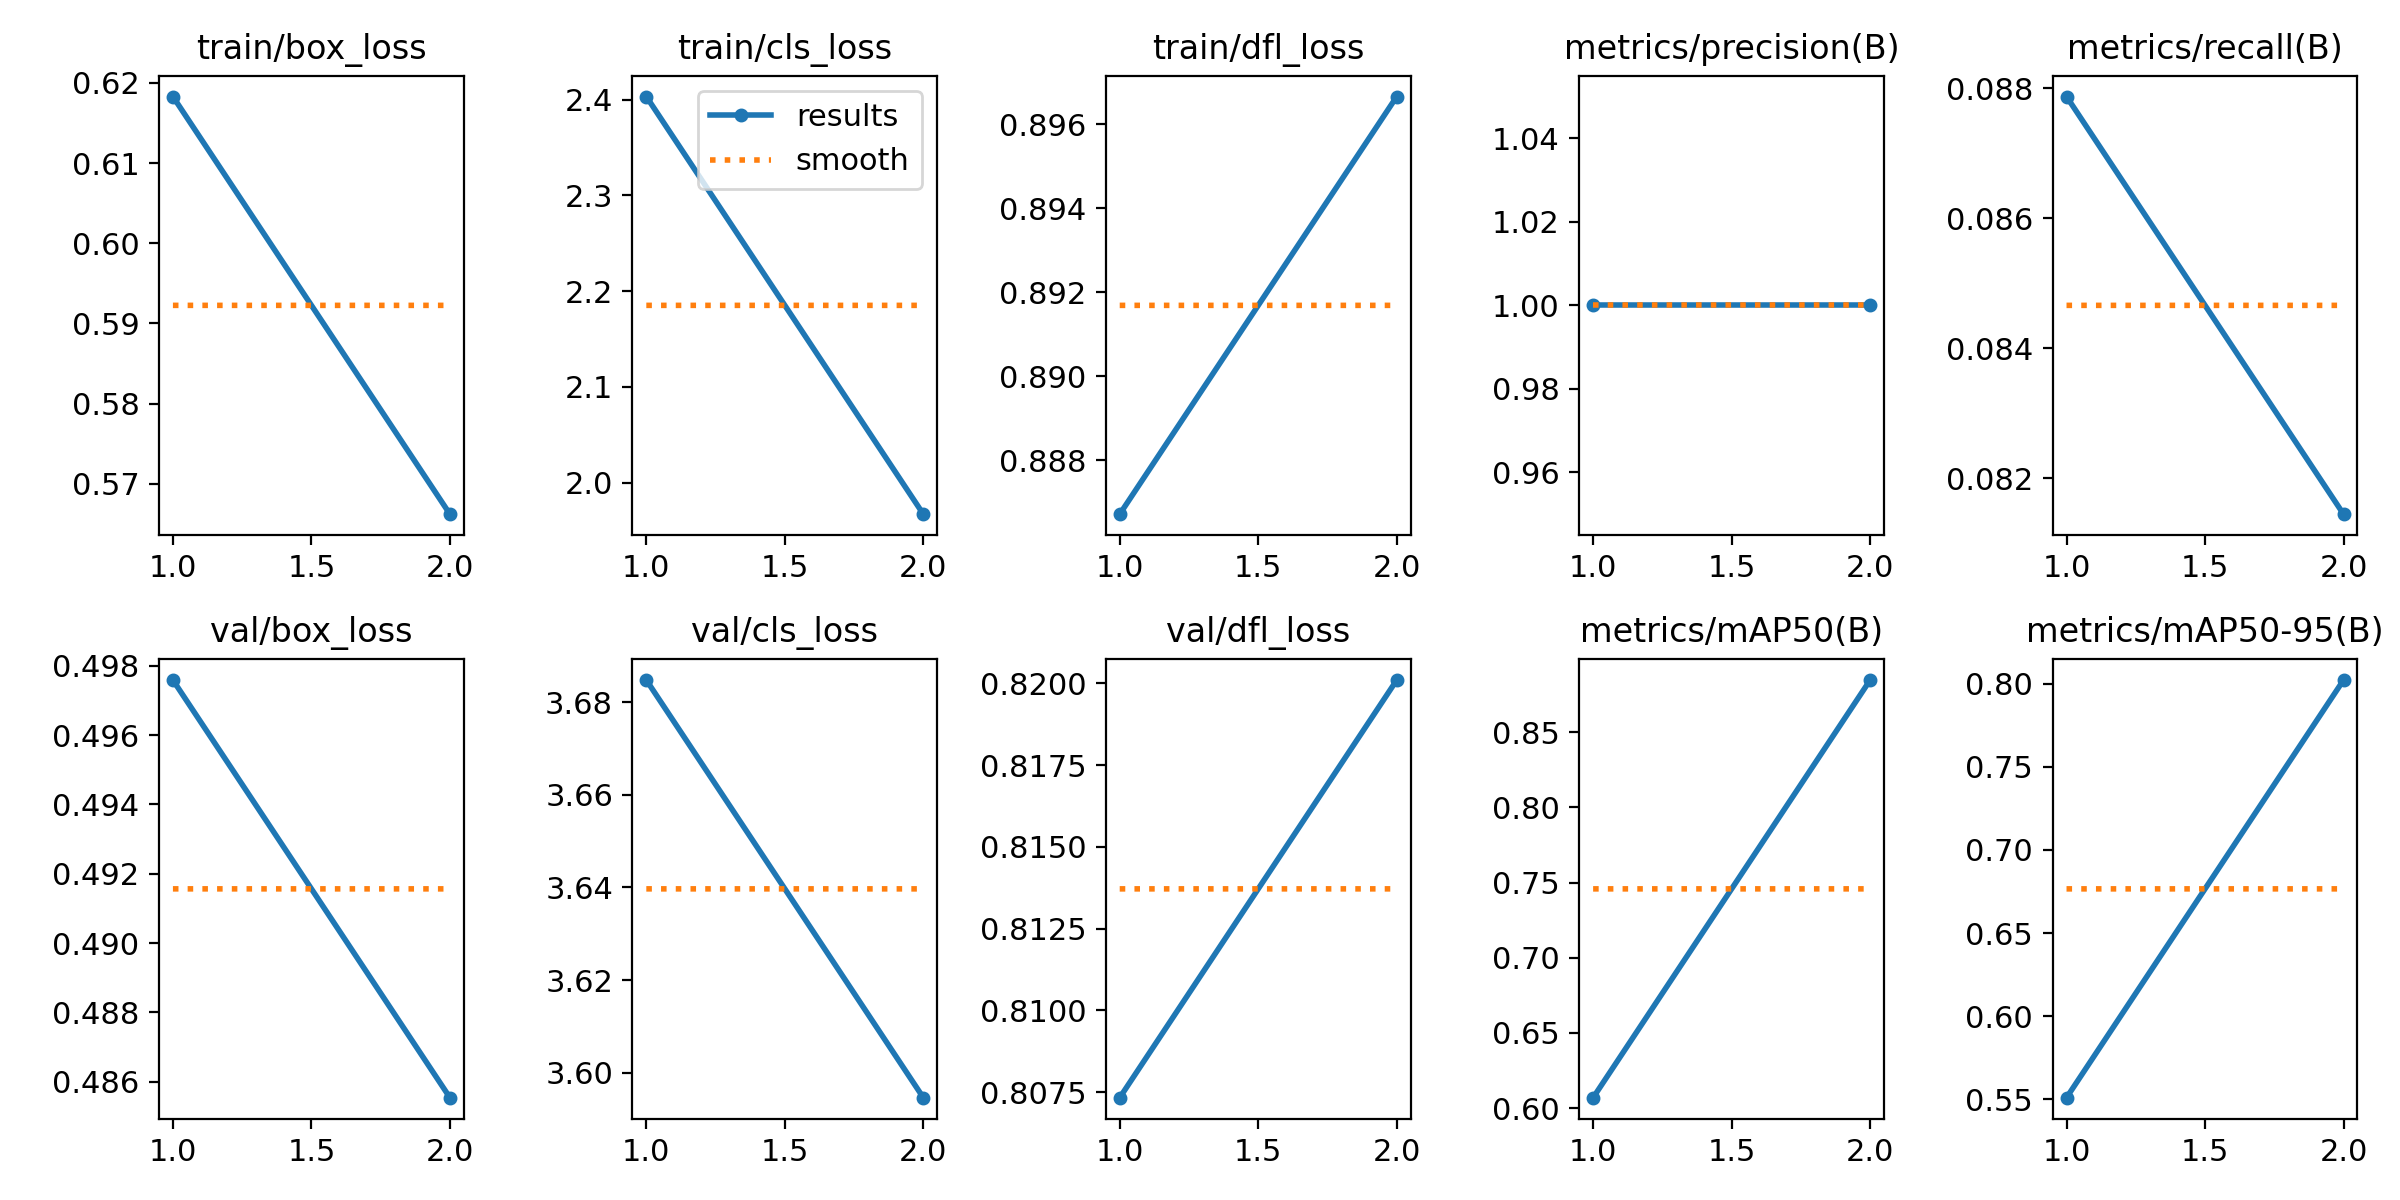 train/box_loss
0.62
0.61
0.60
0.59
0.58
0.57
1.0 1.5 2.0
train/cls_loss
results
smooth
2.4
2.3
2.2
2.1
2.0
1.0 1.5 2.0
train/dfl_loss
0.896
0.894
0.892
0.890
0.888
1.0 1.5 2.0
metrics/precision(B)
1.04
1.02
1.00
0.98
0.96
1.0 1.5 2.0
metrics/recall(B)
0.088
0.086
0.084
0.082
1.0 1.5 2.0
val/box_loss
0.498
0.496
0.494
0.492
0.490
0.488
0.486
1.0 1.5 2.0
val/cls_loss
3.68
3.66
3.64
3.62
3.60
1.0 1.5 2.0
val/dfl_loss
0.8200
0.8175
0.8150
0.8125
0.8100
0.8075
1.0 1.5 2.0
metrics/mAP50(B)
0.85
0.80
0.75
0.70
0.65
0.60
1.0 1.5 2.0
metrics/mAP50-95(B)
0.80
0.75
0.70
0.65
0.60
0.55
1.0 1.5 2.0